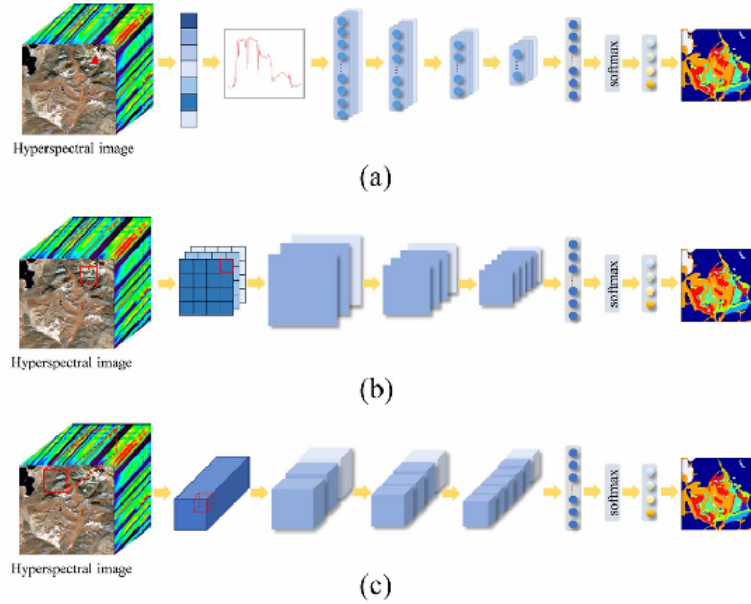 softmax
Hyperspectral image
(a)
softmax
Hyperspectral image
(b)
softmax
Hyperspectral image
(c)